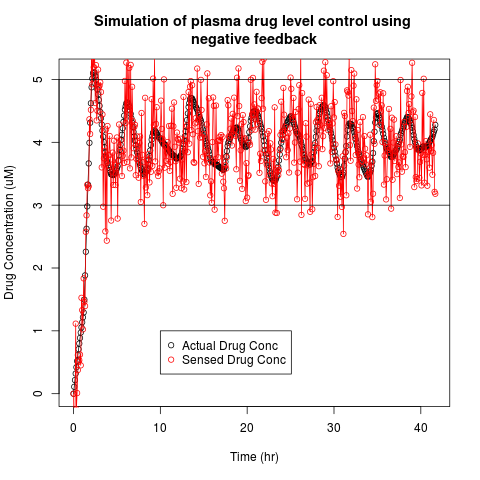 Simulation of plasma drug level control using
negative feedback
Drug Concentration (uM)
5
4
3
2
1
0
Actual Drug Conc
Sensed Drug Conc
0 10 20 30 40
Time (hr)